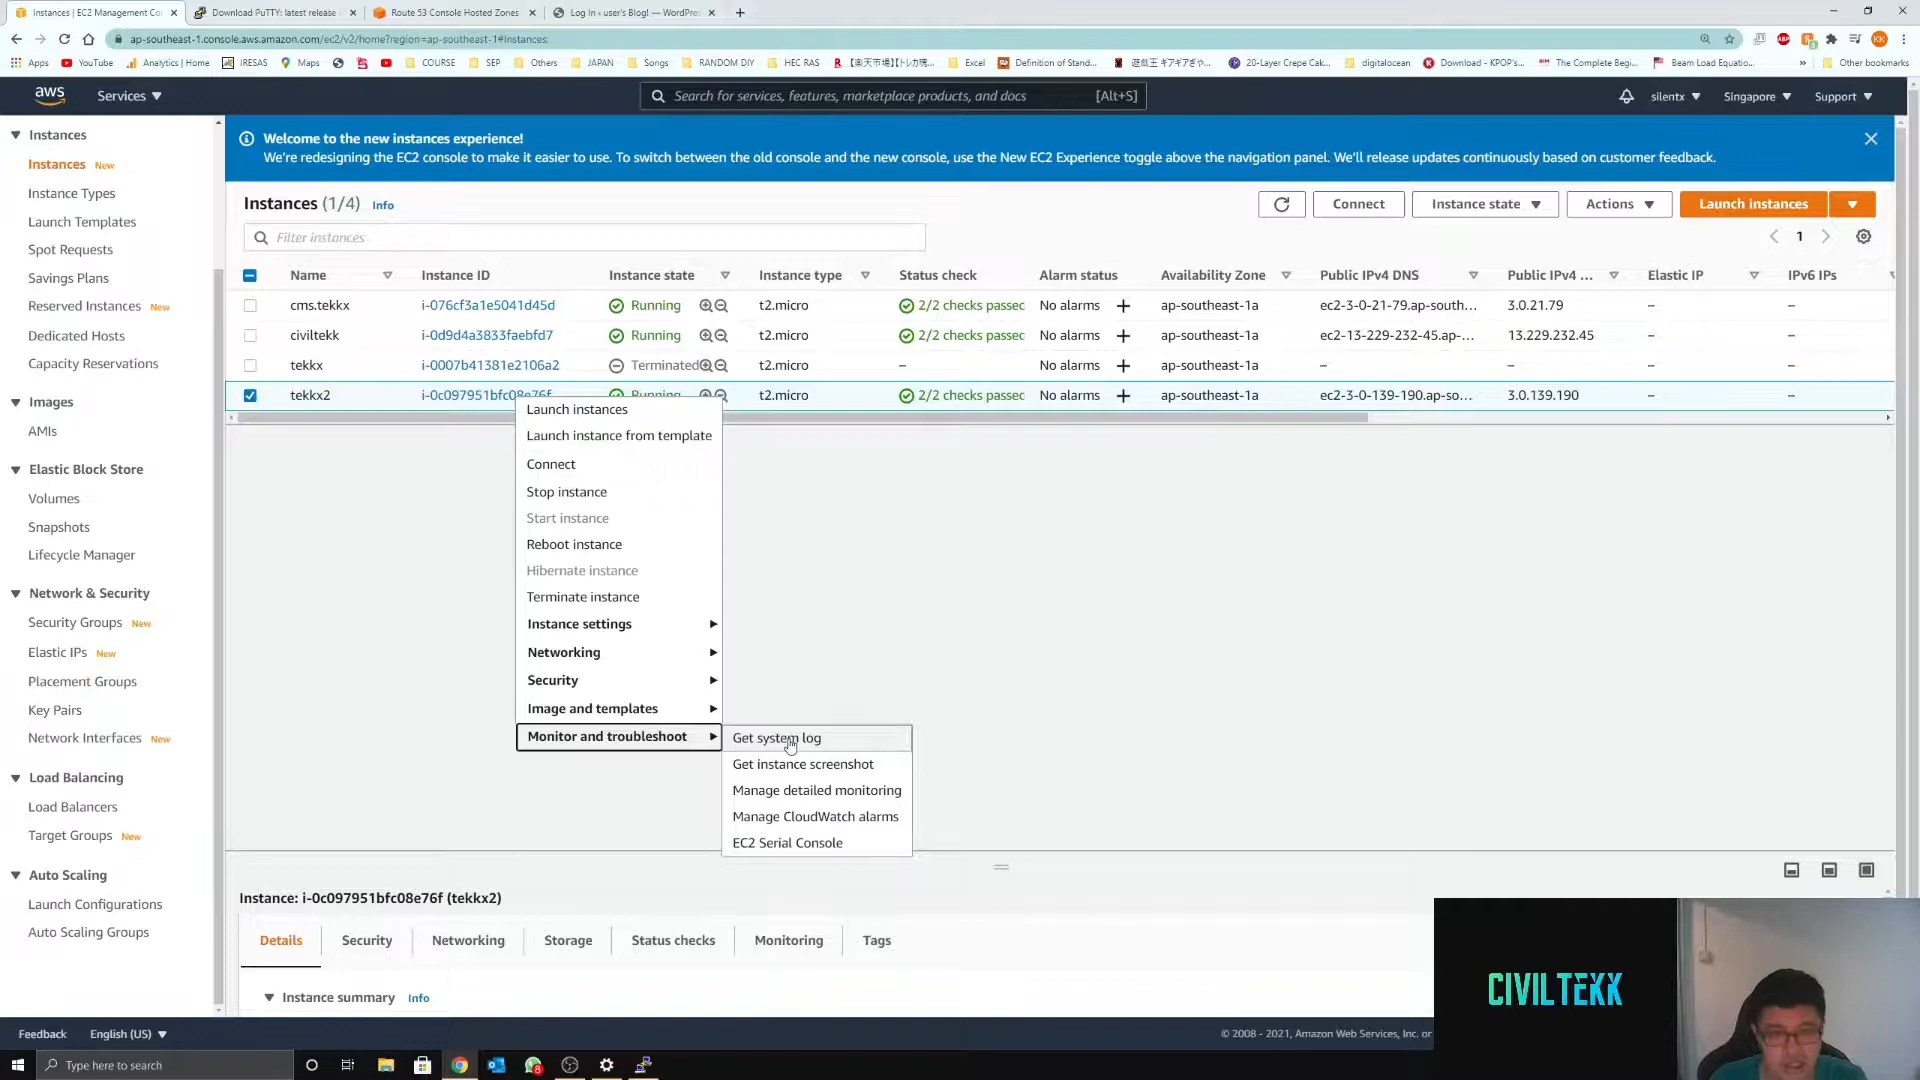 Instances | EC2 Management Co
Download PuTTY: latest release
Route 53 Console Hosted Zones
Log In ‹ user's Blog! — WordPre
ap-southeast-1.console.aws.amazon.com/ec2/v2/home?region=ap-southeast-1#Instances:
Apps
YouTube
Analytics | Home
iRESAS
Maps
COURSE
SEP
Others
JAPAN
Songs
RANDOM DIY
HEC RAS
Excel
Definition of Stand...
20-Layer Crepe Cak...
digitalocean
Download - KPOP's...
The Complete Begi...
Beam Load Equatio...
»
Other bookmarks
aws
Services
Search for services, features, marketplace products, and docs
[Alt+S]
silentx
Singapore
Support
Instances
Instances New
Instance Types
Launch Templates
Spot Requests
Savings Plans
Reserved Instances New
Dedicated Hosts
Capacity Reservations
Images
AMIs
Elastic Block Store
Volumes
Snapshots
Lifecycle Manager
Network & Security
Security Groups New
Elastic IPs New
Placement Groups
Key Pairs
Network Interfaces New
Load Balancing
Load Balancers
Target Groups New
Auto Scaling
Launch Configurations
Auto Scaling Groups
Welcome to the new instances experience!
We're redesigning the EC2 console to make it easier to use. To switch between the old console and the new console, use the New EC2 Experience toggle above the navigation panel. We'll release updates continuously based on customer feedback.
Instances (1/4) Info
Connect
Instance state
Actions
Launch instances
Filter instances
1
Name Instance ID Instance state Instance type Status check Alarm status Availability Zone Public IPv4 DNS Public IPv4 ... Elastic IP IPv6 IPs
cms.tekkx i-076cf3a1e5041d45d Running t2.micro 2/2 checks passec No alarms + ap-southeast-1a ec2-3-0-21-79.ap-south... 3.0.21.79 – –
civiltekk i-0d9d4a3833faebfd7 Running t2.micro 2/2 checks passec No alarms + ap-southeast-1a ec2-13-229-232-45.ap-... 13.229.232.45 – –
tekkx i-0007b41381e2106a2 Terminated t2.micro – No alarms + ap-southeast-1a – – – –
tekkx2 i-0c097951bfc08e76f Running t2.micro 2/2 checks passec No alarms + ap-southeast-1a ec2-3-0-139-190.ap-so... 3.0.139.190 – –
Launch instances
Launch instance from template
Connect
Stop instance
Start instance
Reboot instance
Hibernate instance
Terminate instance
Instance settings
Networking
Security
Image and templates
Monitor and troubleshoot
Get system log
Get instance screenshot
Manage detailed monitoring
Manage CloudWatch alarms
EC2 Serial Console
Instance: i-0c097951bfc08e76f (tekkx2)
Details
Security
Networking
Storage
Status checks
Monitoring
Tags
Instance summary Info
CIVILTEKK
Feedback
English (US)
© 2008 - 2021, Amazon Web Services, Inc. or
Type here to search